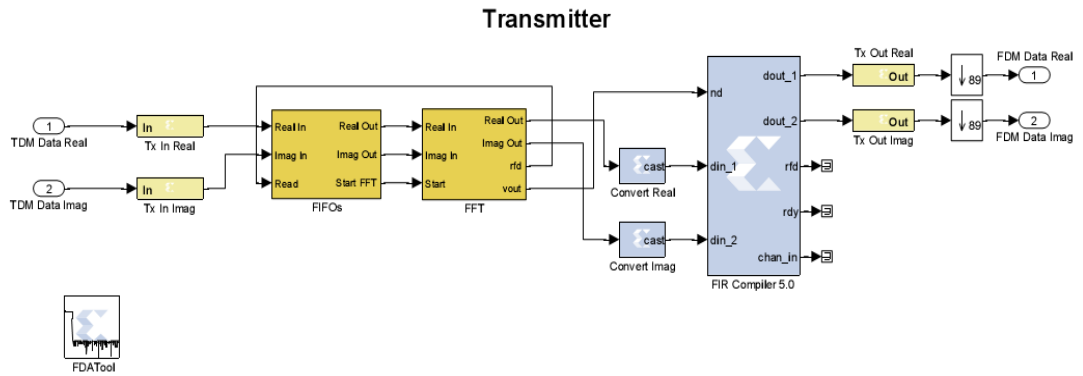 Transmitter
1
TDM Data Real
2
TDM Data Imag
In
Tx In Real
In
Tx In Imag
Real In
Imag In
Read
Real Out
Imag Out
Start FFT
FIFOs
Real In
Imag In
Start
Real Out
Imag Out
rfd
vout
FFT
cast
Convert Real
cast
Convert Imag
nd
din_1
din_2
dout_1
dout_2
rfd
rdy
chan_in
FIR Compiler 5.0
Tx Out Real
Out
Out
Tx Out Imag
89
89
FDM Data Real
1
2
FDM Data Imag
FDATool